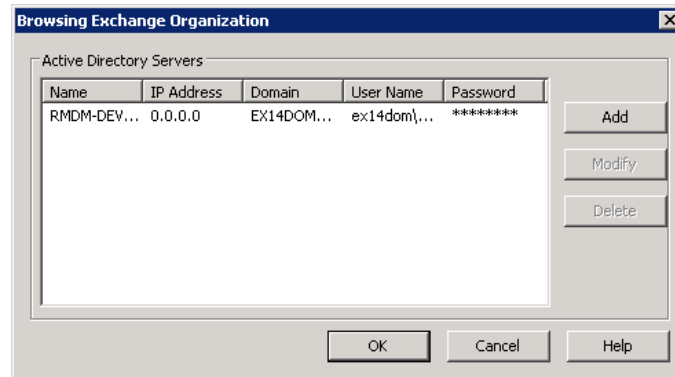 Browsing Exchange Organization
Active Directory Servers
Name IP Address Domain User Name Password
RMDM-DEV... 0.0.0.0 EX14DOM... ex14dom\... ********
Add
Modify
Delete
OK Cancel Help